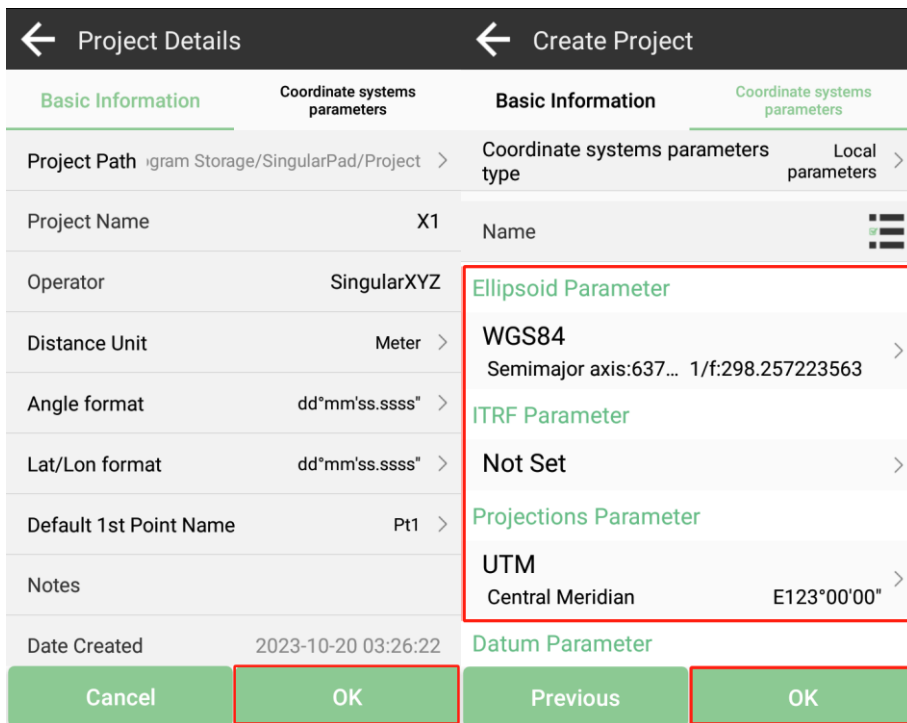 Project Details
Basic Information
Coordinate systems
parameters
Project Path ogram Storage/SingularPad/Project
Project Name X1
Operator SingularXYZ
Distance Unit Meter
Angle format dd°mm'ss.ssss"
Lat/Lon format dd°mm'ss.ssss"
Default 1st Point Name Pt1
Notes
Date Created 2023-10-20 03:26:22
Cancel OK
Create Project
Basic Information
Coordinate systems
parameters
Coordinate systems parameters
type
Local
parameters
Name
Ellipsoid Parameter
WGS84
Semimajor axis:637... 1/f:298.257223563
ITRF Parameter
Not Set
Projections Parameter
UTM
Central Meridian E123°00'00"
Datum Parameter
Previous OK